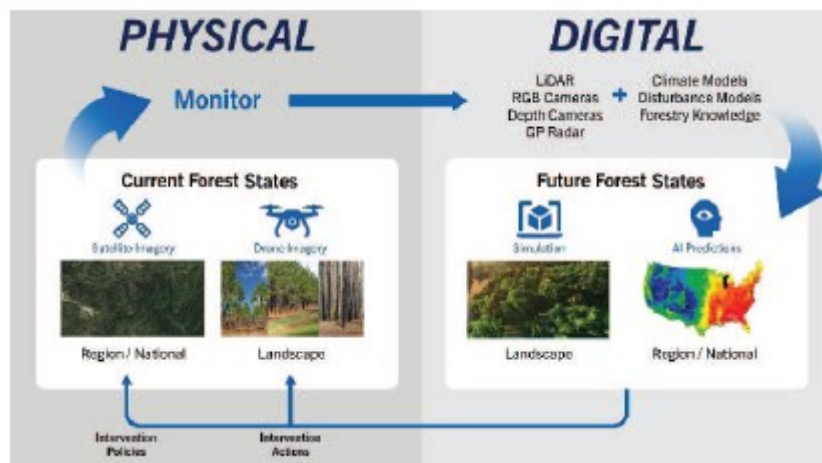 PHYSICAL
DIGITAL
Monitor
LiDAR
RGB Cameras
Depth Cameras
GP Radar
+
Climate Models
Disturbance Models
Forestry Knowledge
Current Forest States
Satellite Imagery
Drone Imagery
Region / National
Landscape
Future Forest States
Simulation
AI Predictions
Landscape
Region / National
Intervention
Policies
Intervention
Actions